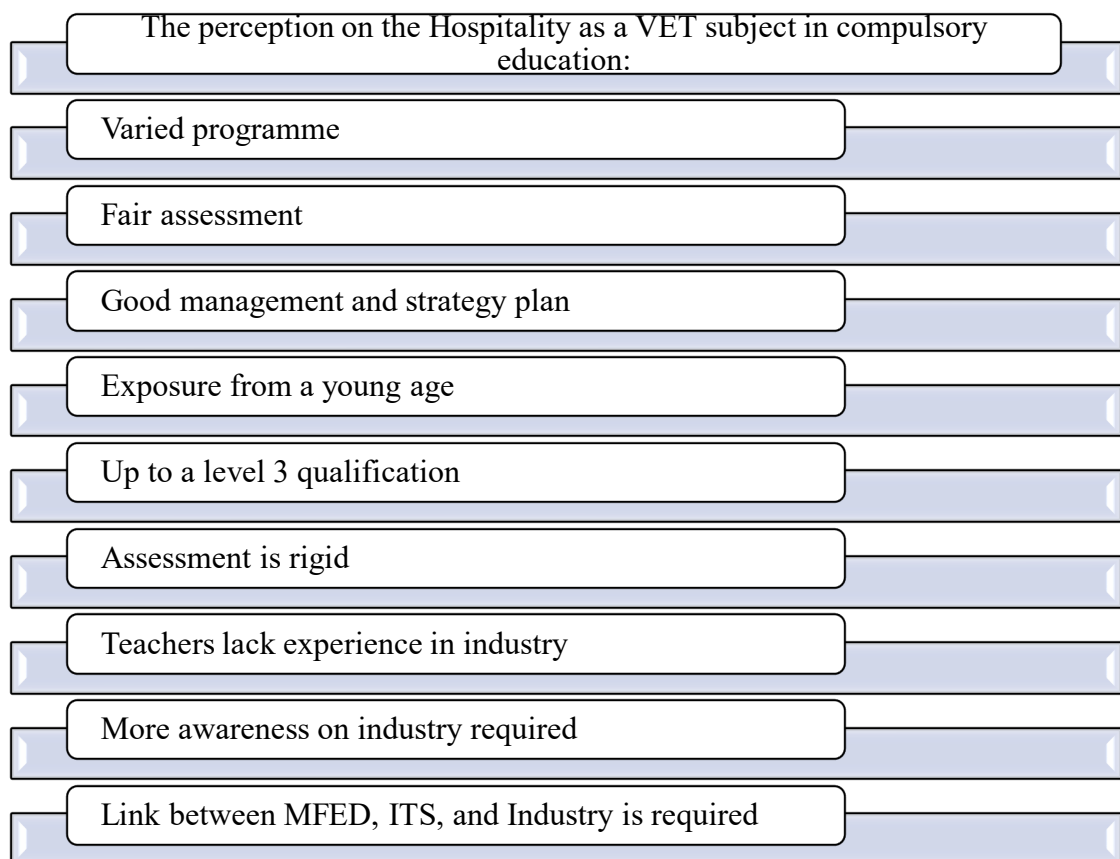 The perception on the Hospitality as a VET subject in compulsory
education:
Varied programme
Fair assessment
Good management and strategy plan
Exposure from a young age
Up to a level 3 qualification
Assessment is rigid
Teachers lack experience in industry
More awareness on industry required
Link between MFED, ITS, and Industry is required